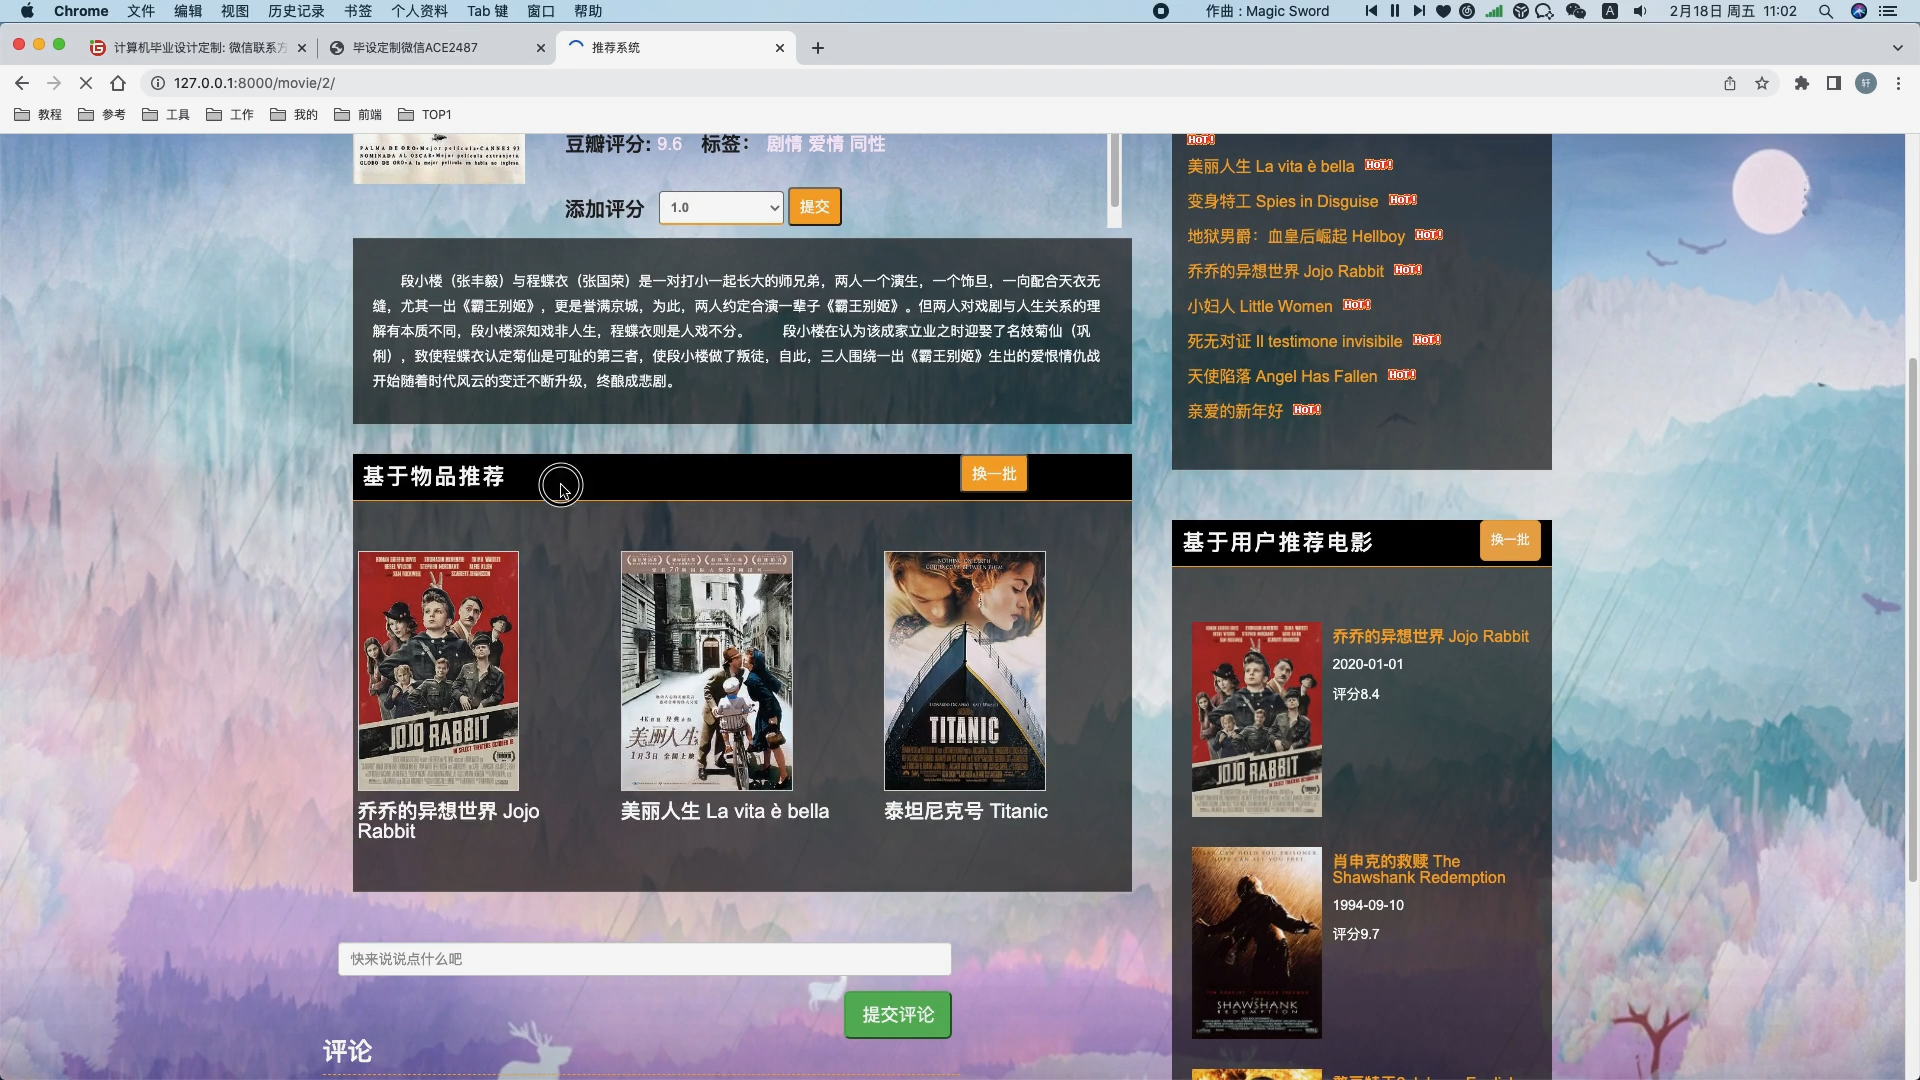 Chrome 文件 编辑 视图 历史记录 书签 个人资料 Tab 键 窗口 帮助 作曲 : Magic Sword A 2月18日 周五 11:02
计算机毕业设计定制: 微信联系方 毕设定制微信ACE2487 推荐系统
127.0.0.1:8000/movie/2/ 轩
教程 参考 工具 工作 我的 前端 TOP1
豆瓣评分: 9.6 标签： 剧情 爱情 同性
添加评分 1.0 提交
段小楼（张丰毅）与程蝶衣（张国荣）是一对打小一起长大的师兄弟，两人一个演生，一个饰旦，一向配合天衣无
缝，尤其一出《霸王别姬》，更是誉满京城，为此，两人约定合演一辈子《霸王别姬》。但两人对戏剧与人生关系的理
解有本质不同，段小楼深知戏非人生，程蝶衣则是人戏不分。 段小楼在认为该成家立业之时迎娶了名妓菊仙（巩
俐），致使程蝶衣认定菊仙是可耻的第三者，使段小楼做了叛徒，自此，三人围绕一出《霸王别姬》生出的爱恨情仇战
开始随着时代风云的变迁不断升级，终酿成悲剧。
基于物品推荐 换一批
JOJO RABBIT
美丽人生
1月3日 全国上映
TITANIC
乔乔的异想世界 Jojo
Rabbit
美丽人生 La vita è bella
泰坦尼克号 Titanic
快来说说点什么吧
提交评论
评论
HOT!
美丽人生 La vita è bella HOT!
变身特工 Spies in Disguise HOT!
地狱男爵：血皇后崛起 Hellboy HOT!
乔乔的异想世界 Jojo Rabbit HOT!
小妇人 Little Women HOT!
死无对证 Il testimone invisibile HOT!
天使陷落 Angel Has Fallen HOT!
亲爱的新年好 HOT!
基于用户推荐电影 换一批
JOJO RABBIT
乔乔的异想世界 Jojo Rabbit
2020-01-01
评分8.4
SHAWSHANK
REDEMPTION
肖申克的救赎 The
Shawshank Redemption
1994-09-10
评分9.7